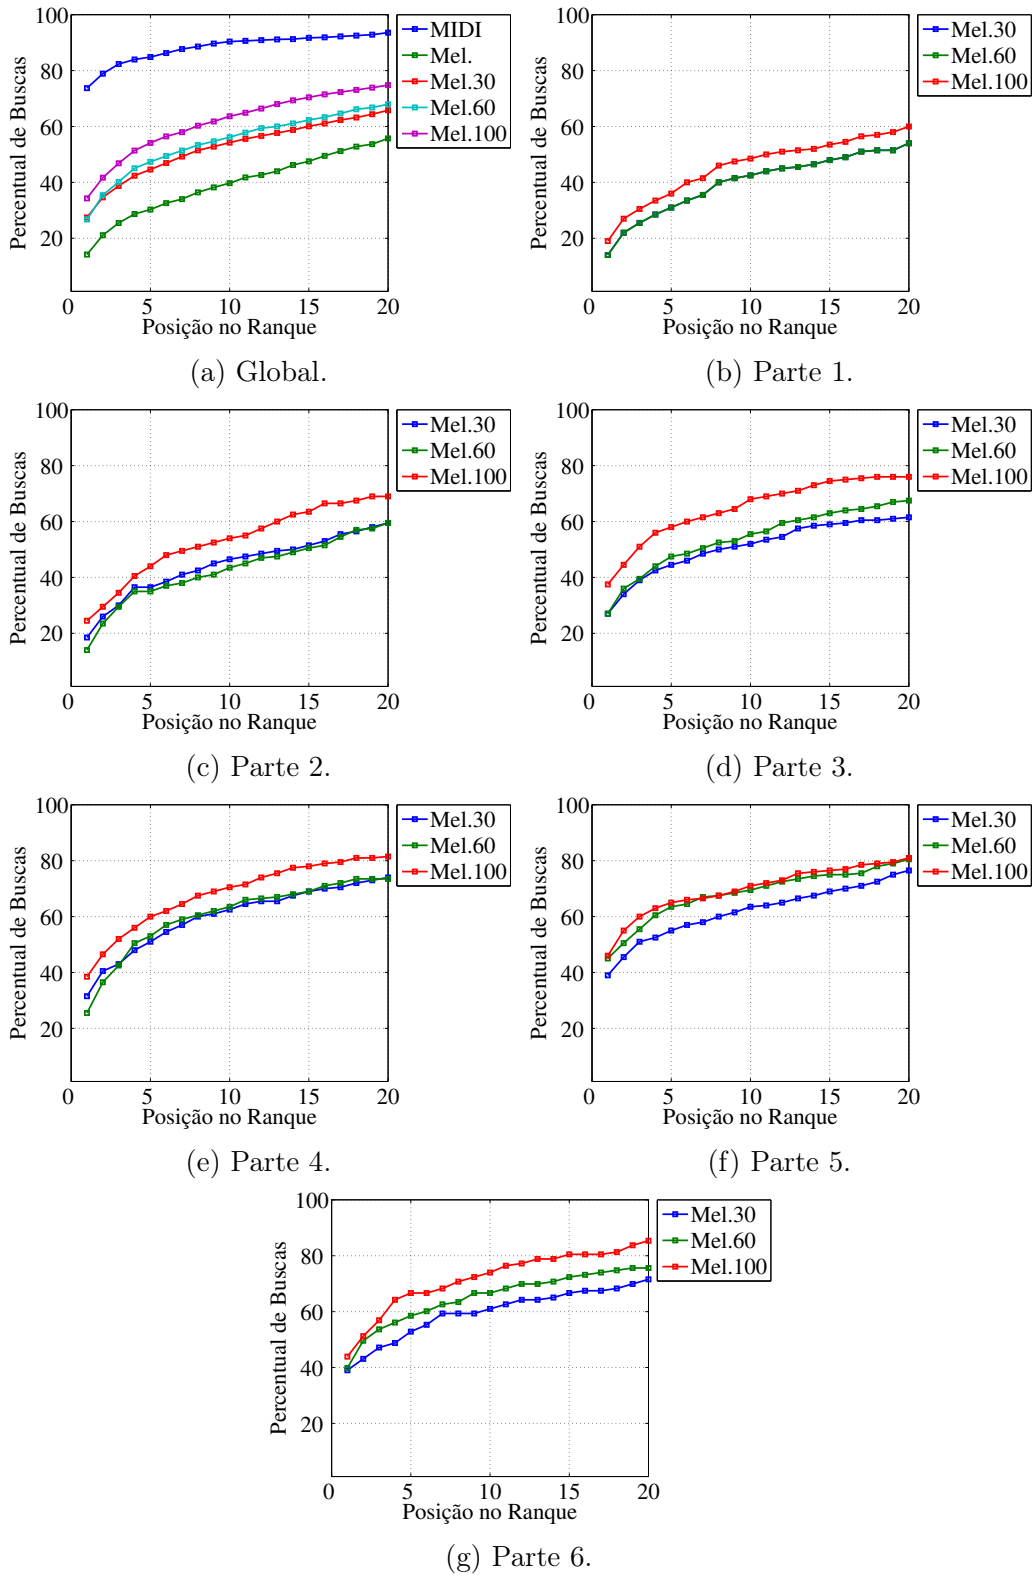 100
80
60
40
20
0
5
10
15
20
Percentual de Buscas
Posição no Ranque
MIDI
Mel.
Mel.30
Mel.60
Mel.100
(a) Global.
100
80
60
40
20
0
5
10
15
20
Percentual de Buscas
Posição no Ranque
Mel.30
Mel.60
Mel.100
(b) Parte 1.
100
80
60
40
20
0
5
10
15
20
Percentual de Buscas
Posição no Ranque
Mel.30
Mel.60
Mel.100
(c) Parte 2.
100
80
60
40
20
0
5
10
15
20
Percentual de Buscas
Posição no Ranque
Mel.30
Mel.60
Mel.100
(d) Parte 3.
100
80
60
40
20
0
5
10
15
20
Percentual de Buscas
Posição no Ranque
Mel.30
Mel.60
Mel.100
(e) Parte 4.
100
80
60
40
20
0
5
10
15
20
Percentual de Buscas
Posição no Ranque
Mel.30
Mel.60
Mel.100
(f) Parte 5.
100
80
60
40
20
0
5
10
15
20
Percentual de Buscas
Posição no Ranque
Mel.30
Mel.60
Mel.100
(g) Parte 6.